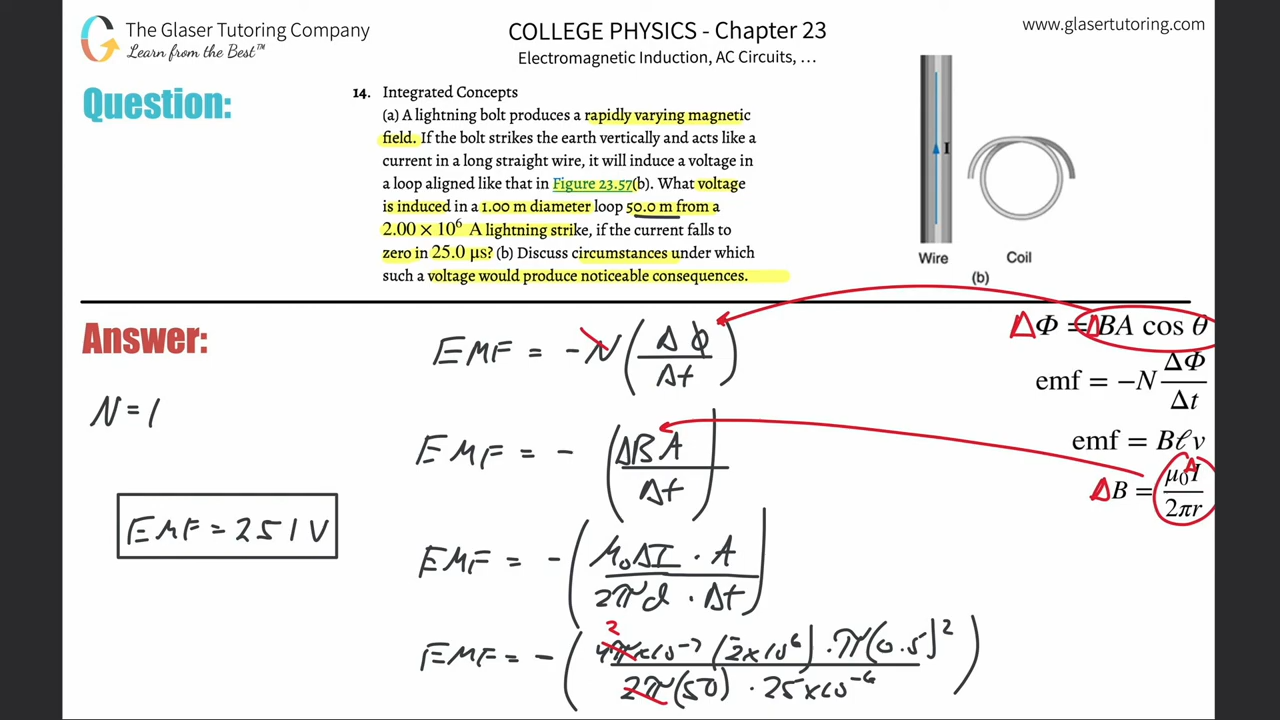 The Glaser Tutoring Company
Learn from the Best™
COLLEGE PHYSICS - Chapter 23
Electromagnetic Induction, AC Circuits, …
www.glasertutoring.com
Question:
14. Integrated Concepts
(a) A lightning bolt produces a rapidly varying magnetic
field. If the bolt strikes the earth vertically and acts like a
current in a long straight wire, it will induce a voltage in
a loop aligned like that in Figure 23.57(b). What voltage
is induced in a 1.00 m diameter loop 50.0 m from a
2.00 × 10⁶ A lightning strike, if the current falls to
zero in 25.0 µs? (b) Discuss circumstances under which
such a voltage would produce noticeable consequences.
I
Wire
Coil
(b)
Answer:
N = 1
EMF = 251V
EMF = -N (ΔΦ/Δt)
EMF = - (ΔBA/Δt)
EMF = - (μ₀ΔI · A / 2πd · Δt)
EMF = - (2 4π×10⁻⁷ (-2×10⁶) · π(0.5)² / 2π(50) · 25×10⁻⁶)
ΔΦ = ΔBA cos θ
emf = −N ΔΦ/Δt
emf = Bℓv
ΔB = μ₀ΔI/2πr